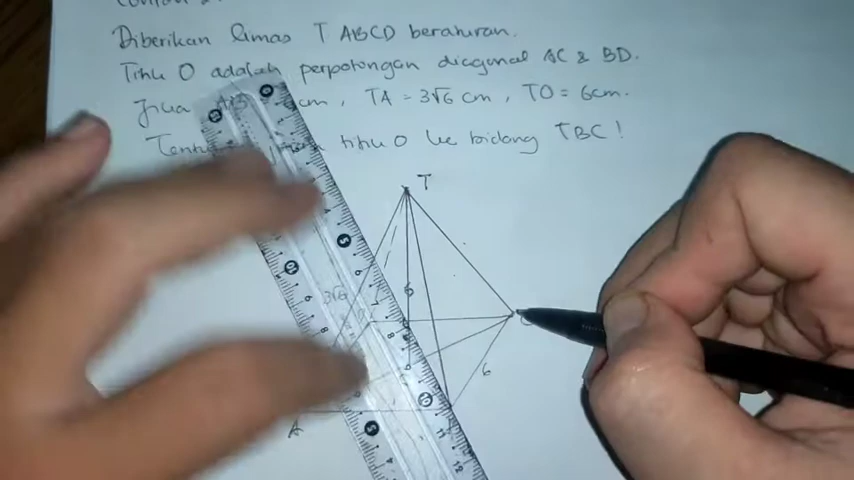 Diberikan limas T ABCD beraturan.
Titik O adalah perpotongan diagonal AC & BD.
Jika AB cm, TA = 3√6 cm, TO = 6cm.
titik O ke bidang TBC!
T
3√6
6
6
A